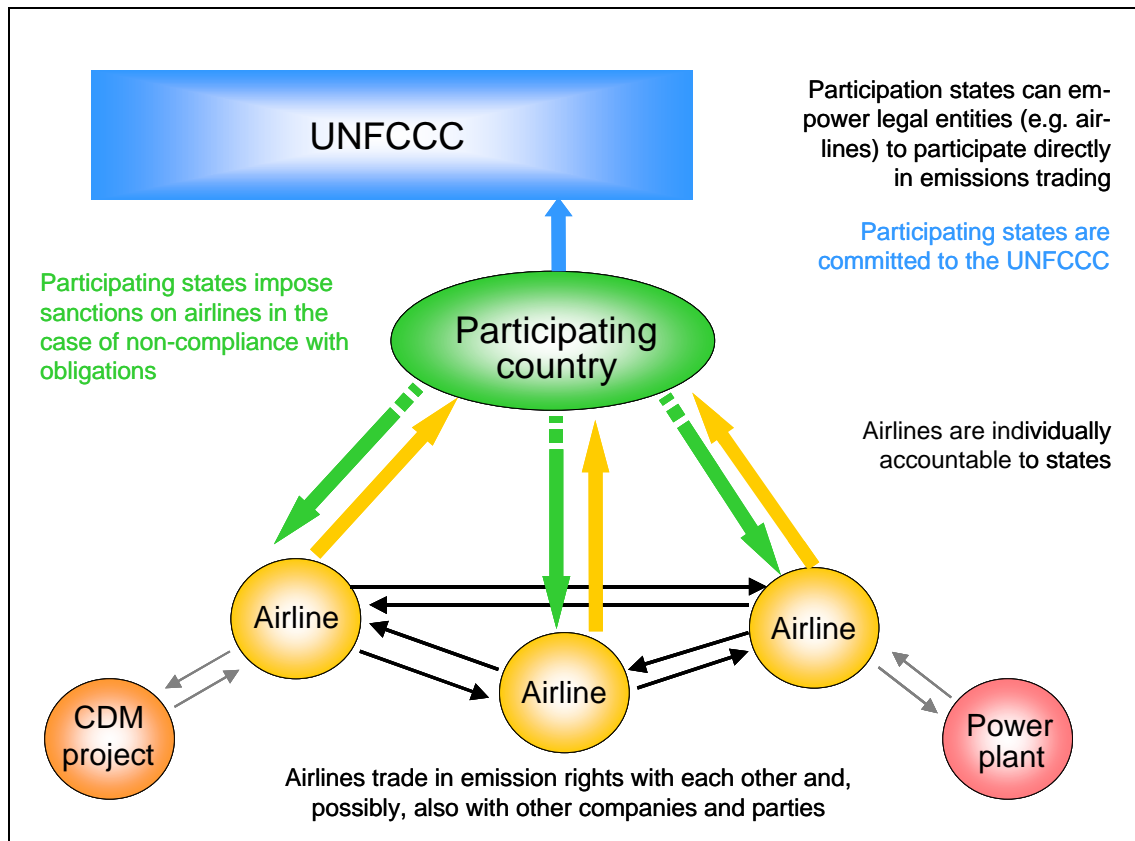 UNFCCC
Participation states can em-
power legal entities (e.g. air-
lines) to participate directly
in emissions trading
Participating states are
committed to the UNFCCC
Participating states impose
sanctions on airlines in the
case of non-compliance with
obligations
Participating
country
Airlines are individually
accountable to states
Airline
Airline
Airline
CDM
project
Power
plant
Airlines trade in emission rights with each other and,
possibly, also with other companies and parties